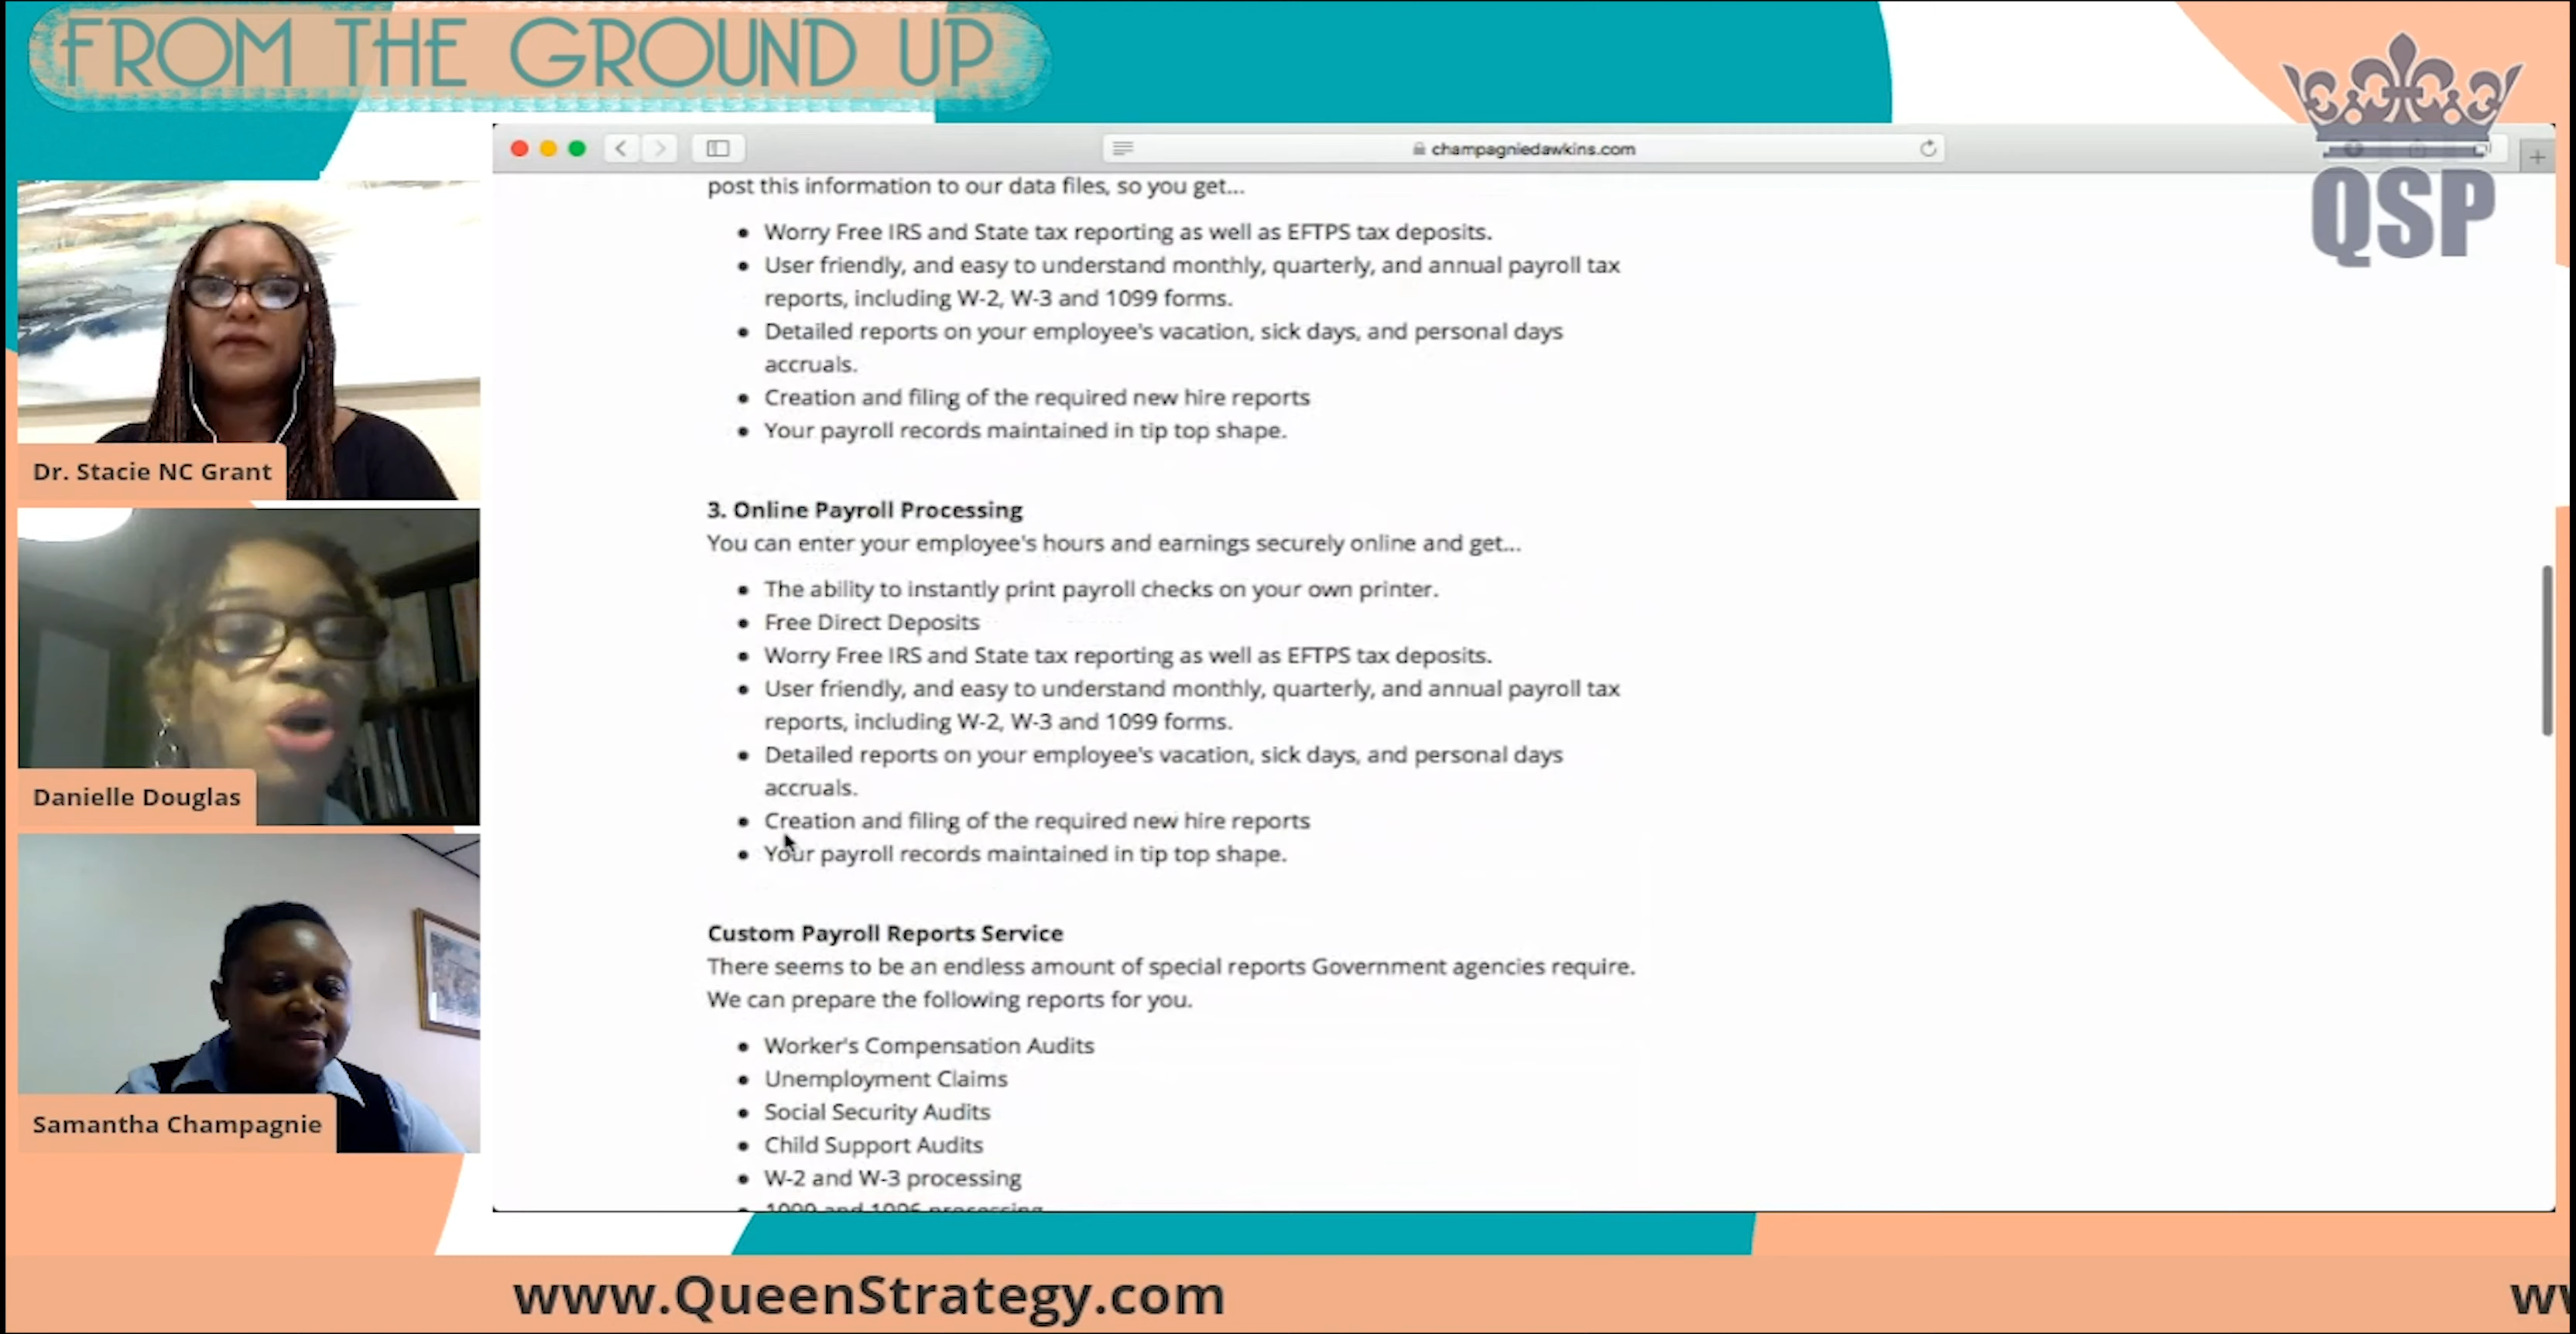 FROM THE GROUND UP
QSP
champagniedawkins.com
post this information to our data files, so you get...
• Worry Free IRS and State tax reporting as well as EFTPS tax deposits.
• User friendly, and easy to understand monthly, quarterly, and annual payroll tax
reports, including W-2, W-3 and 1099 forms.
• Detailed reports on your employee's vacation, sick days, and personal days
accruals.
• Creation and filing of the required new hire reports
• Your payroll records maintained in tip top shape.
3. Online Payroll Processing
You can enter your employee's hours and earnings securely online and get...
• The ability to instantly print payroll checks on your own printer.
• Free Direct Deposits
• Worry Free IRS and State tax reporting as well as EFTPS tax deposits.
• User friendly, and easy to understand monthly, quarterly, and annual payroll tax
reports, including W-2, W-3 and 1099 forms.
• Detailed reports on your employee's vacation, sick days, and personal days
accruals.
• Creation and filing of the required new hire reports
• Your payroll records maintained in tip top shape.
Custom Payroll Reports Service
There seems to be an endless amount of special reports Government agencies require.
We can prepare the following reports for you.
• Worker's Compensation Audits
• Unemployment Claims
• Social Security Audits
• Child Support Audits
• W-2 and W-3 processing
• 1099 and 1096 processing
Dr. Stacie NC Grant
Danielle Douglas
Samantha Champagnie
www.QueenStrategy.com